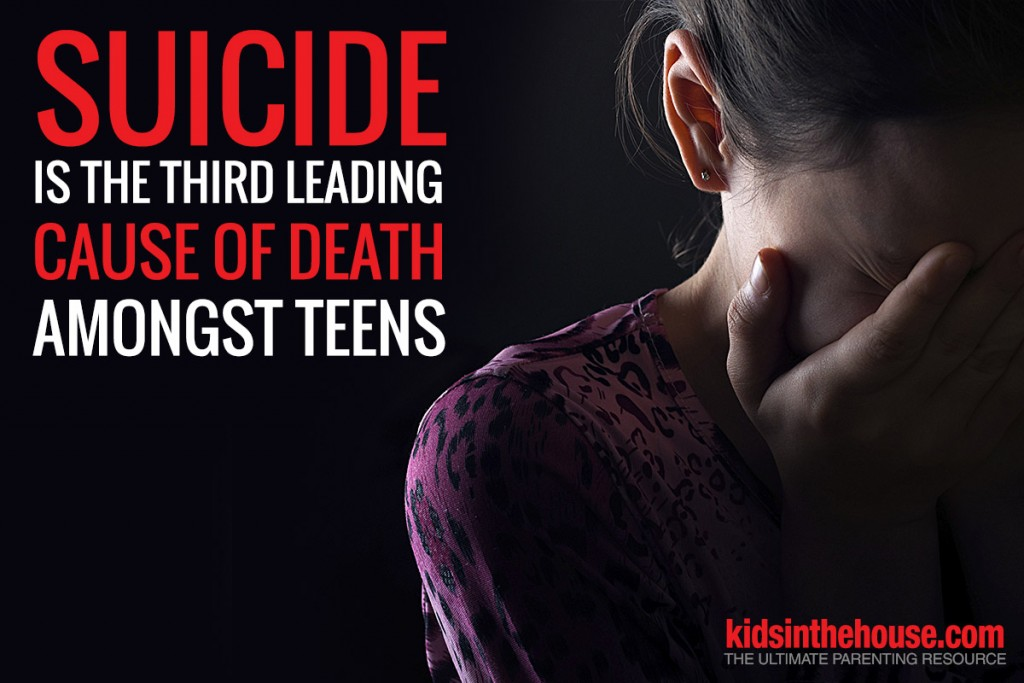 SUICIDE
IS THE THIRD LEADING
CAUSE OF DEATH
AMONGST TEENS
kidsinthehouse.com
THE ULTIMATE PARENTING RESOURCE